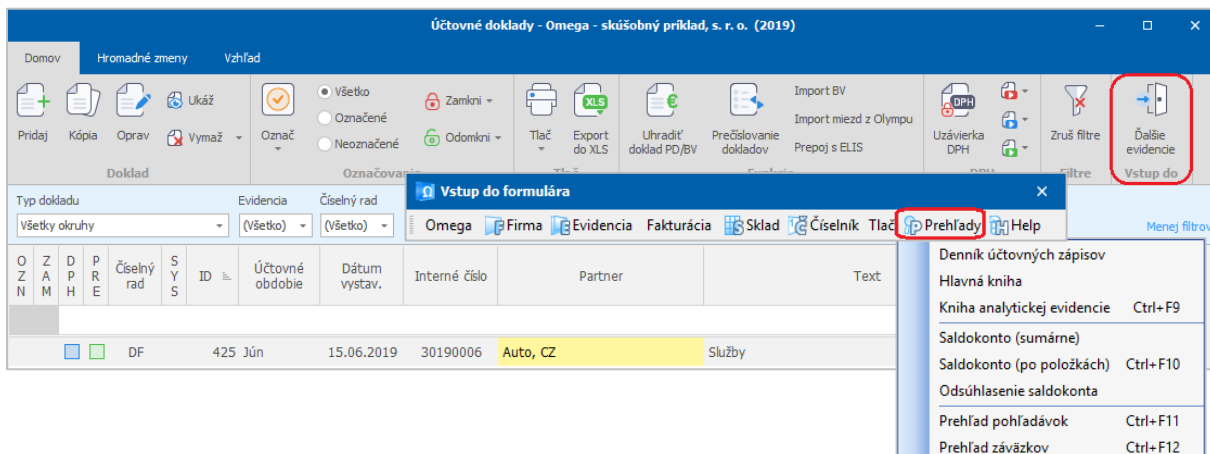 Účtovné doklady - Omega - skúšobný príklad, s. r. o. (2019)
Domov Hromadné zmeny Vzhľad
Pridaj Kópia Oprav Ukáž Vymaž
Doklad
Označ Všetko Označené Neoznačené Zamkni Odomkni
Označovan
Tlač Export do XLS
Uhradiť doklad PD/BV Prečíslovanie dokladov Import BV Import miezd z Olympu Prepoj s ELIS
Uzávierka DPH
Zruš filtre
Filtre
Ďalšie evidencie
Vstup do
Typ dokladu Evidencia Číselný rad
Všetky okruhy (Všetko) (Všetko)
Menej filtrov
Vstup do formulára
Omega Firma Evidencia Fakturácia Sklad Číselník Tlač Prehľady Help
Denník účtovných zápisov
Hlavná kniha
Kniha analytickej evidencie Ctrl+F9
Saldokonto (sumárne)
Saldokonto (po položkách) Ctrl+F10
Odsúhlasenie saldokonta
Prehľad pohľadávok Ctrl+F11
Prehľad záväzkov Ctrl+F12
OZN ZAM DPH PRE Číselný rad SYS ID Účtovné obdobie Dátum vystav. Interné číslo Partner Text
DF 425 Jún 15.06.2019 30190006 Auto, CZ Služby